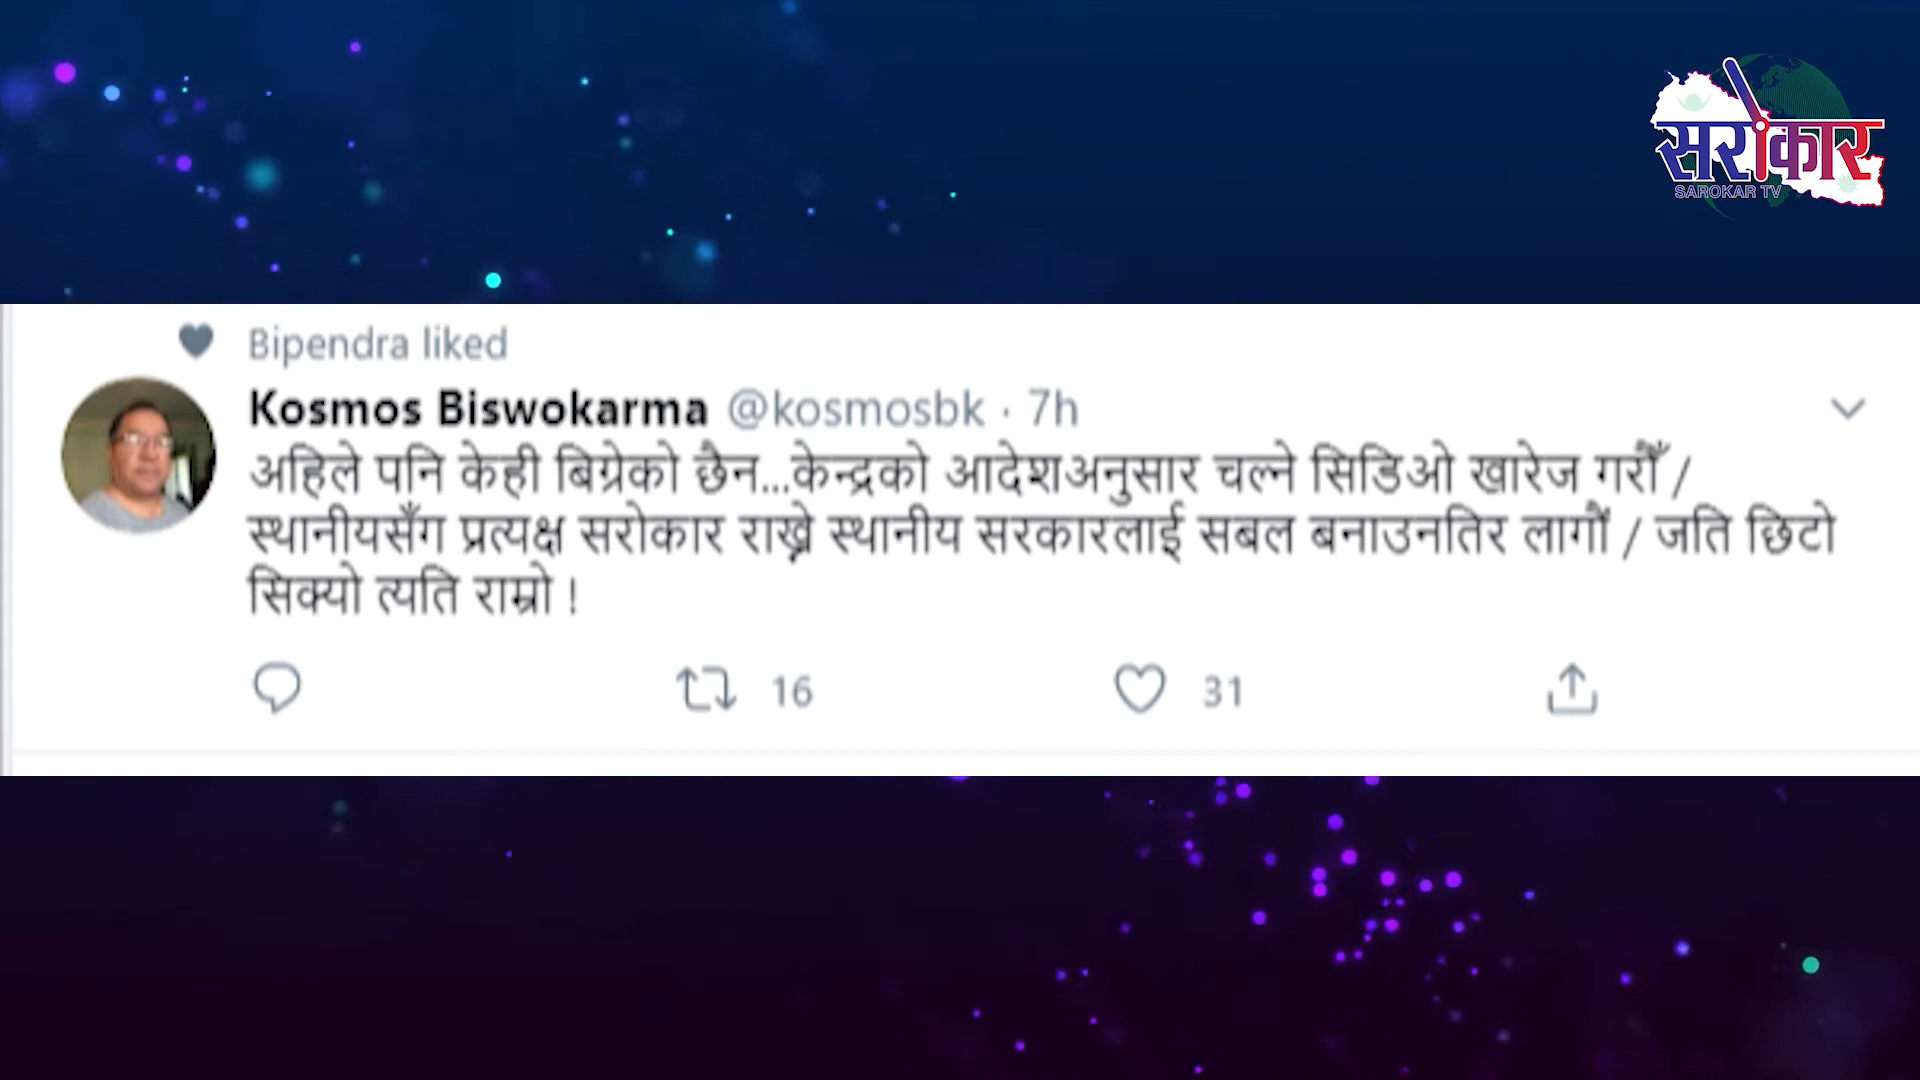 सरोकार
SAROKAR TV
Bipendra liked
Kosmos Biswokarma @kosmosbk · 7h
अहिले पनि केही बिग्रेको छैन...केन्द्रको आदेशअनुसार चल्ने सिडिओ खारेज गरौँ /
स्थानीयसँग प्रत्यक्ष सरोकार राख्ने स्थानीय सरकारलाई सबल बनाउनतिर लागौं / जति छिटो
सिक्यो त्यति राम्रो !
16 31